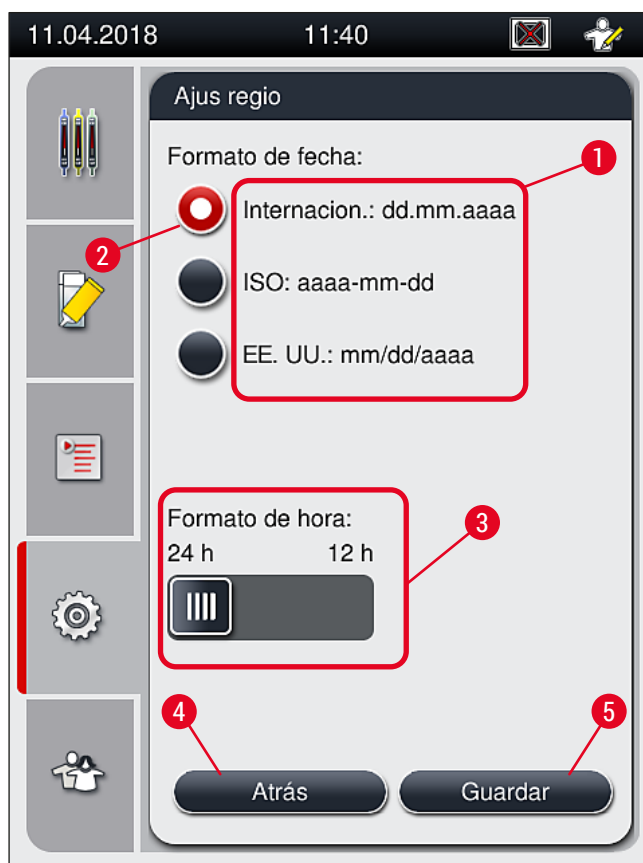 11.04.2018 11:40
Ajus regio
Formato de fecha:
1
Internacion.: dd.mm.aaaa
2
ISO: aaaa-mm-dd
EE. UU.: mm/dd/aaaa
Formato de hora:
3
24 h 12 h
4 5
Atrás Guardar